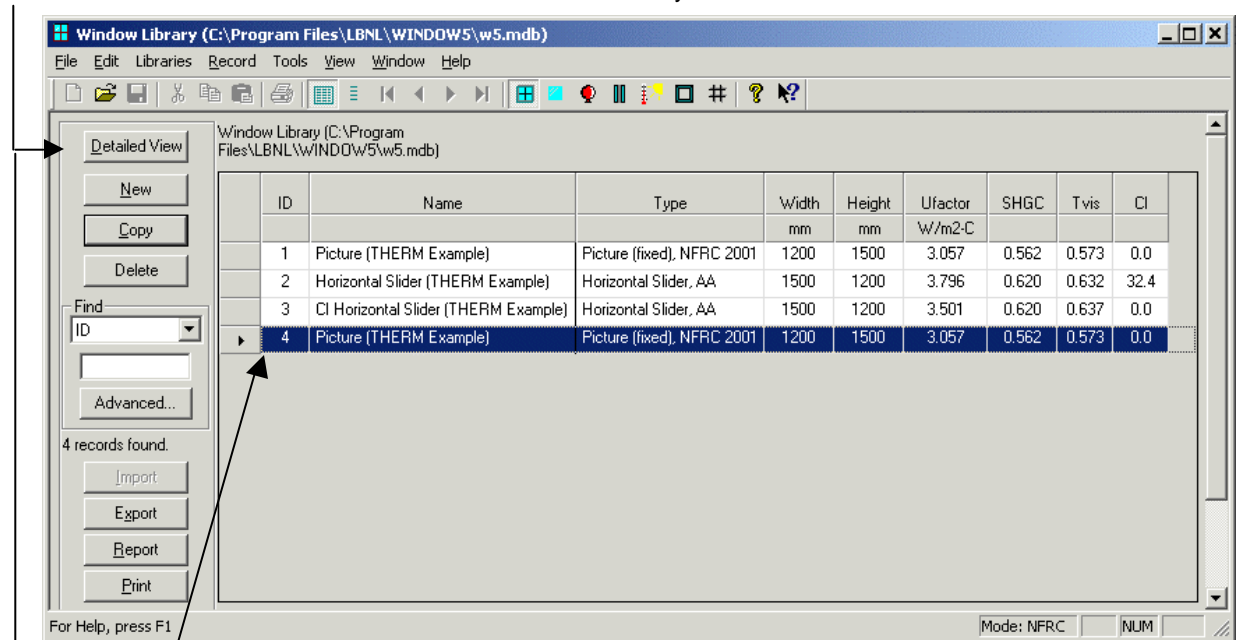 Window Library (C:\Program Files\LBNL\WINDOW5\w5.mdb)
File Edit Libraries Record Tools View Window Help
Detailed View
New
Copy
Delete
Find
ID
Advanced...
4 records found.
Import
Export
Report
Print
Window Library (C:\Program
Files\LBNL\WINDOW5\w5.mdb)
ID Name Type Width Height Ufactor SHGC Tvis CI
mm mm W/m2-C
1 Picture (THERM Example) Picture (fixed), NFRC 2001 1200 1500 3.057 0.562 0.573 0.0
2 Horizontal Slider (THERM Example) Horizontal Slider, AA 1500 1200 3.796 0.620 0.632 32.4
3 CI Horizontal Slider (THERM Example) Horizontal Slider, AA 1500 1200 3.501 0.620 0.637 0.0
4 Picture (THERM Example) Picture (fixed), NFRC 2001 1200 1500 3.057 0.562 0.573 0.0
For Help, press F1 Mode: NFRC NUM